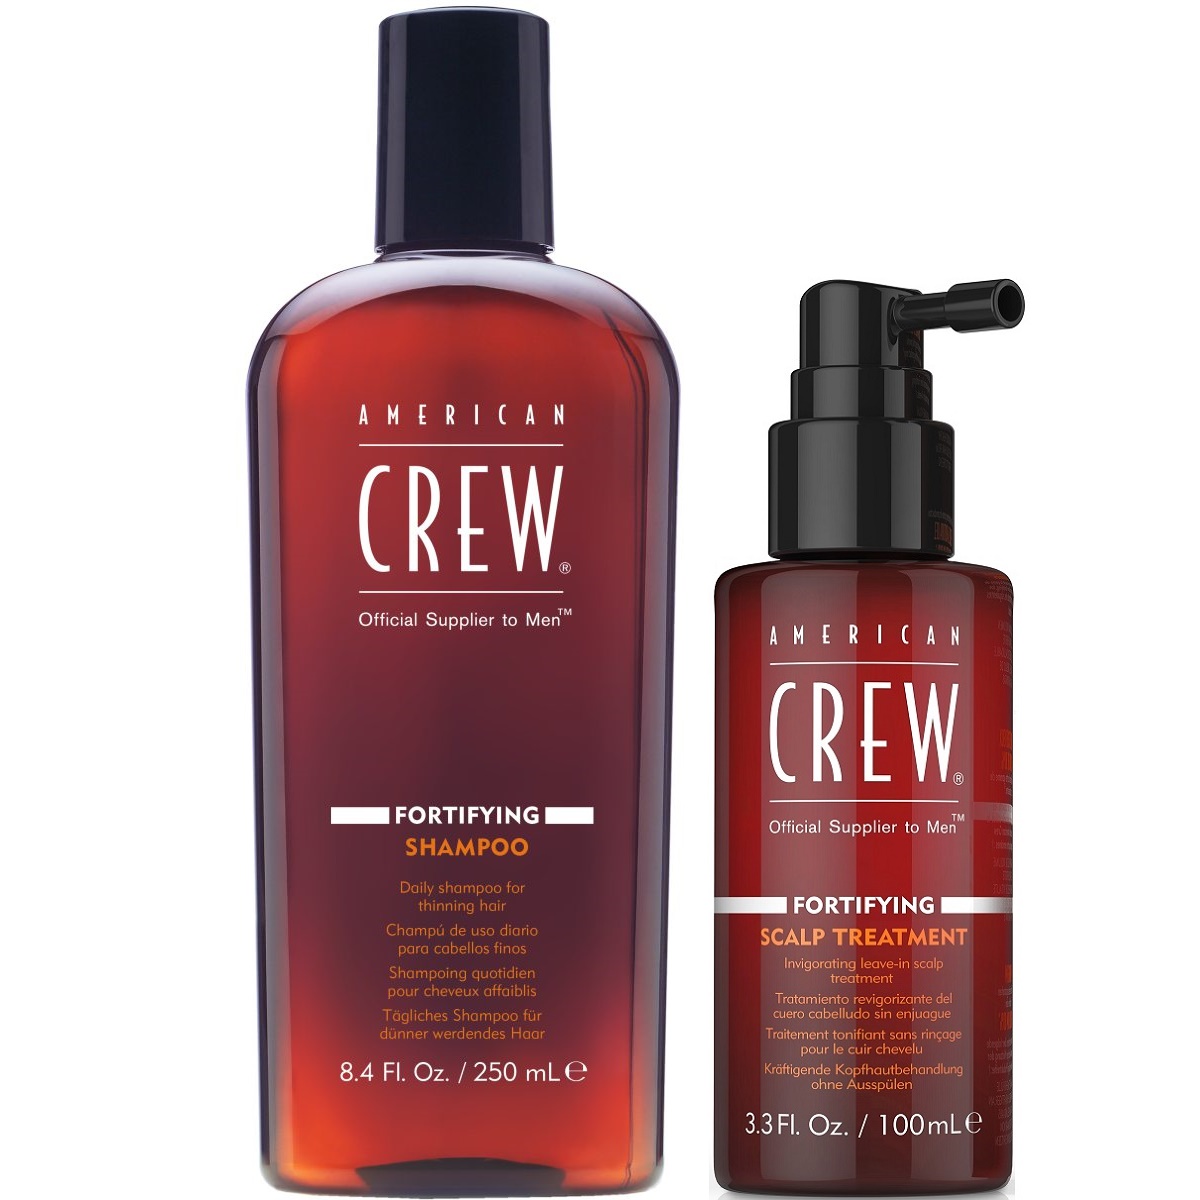 AMERICAN
CREW®
Official Supplier to Men™
FORTIFYING
SHAMPOO
Daily shampoo for
thinning hair
Champú de uso diario
para cabellos finos
Shampoing quotidien
pour cheveux affaiblis
Tägliches Shampoo für
dünner werdendes Haar
8.4 Fl. Oz. / 250 mL ℮
AMERICAN
CREW®
Official Supplier to Men™
FORTIFYING
SCALP TREATMENT
Invigorating leave-in scalp
treatment
Tratamiento revigorizante del
cuero cabelludo sin enjuague
Traitement tonifiant sans rinçage
pour le cuir chevelu
Kräftigende Kopfhautbehandlung
ohne Ausspülen
3.3 Fl. Oz. / 100mL ℮